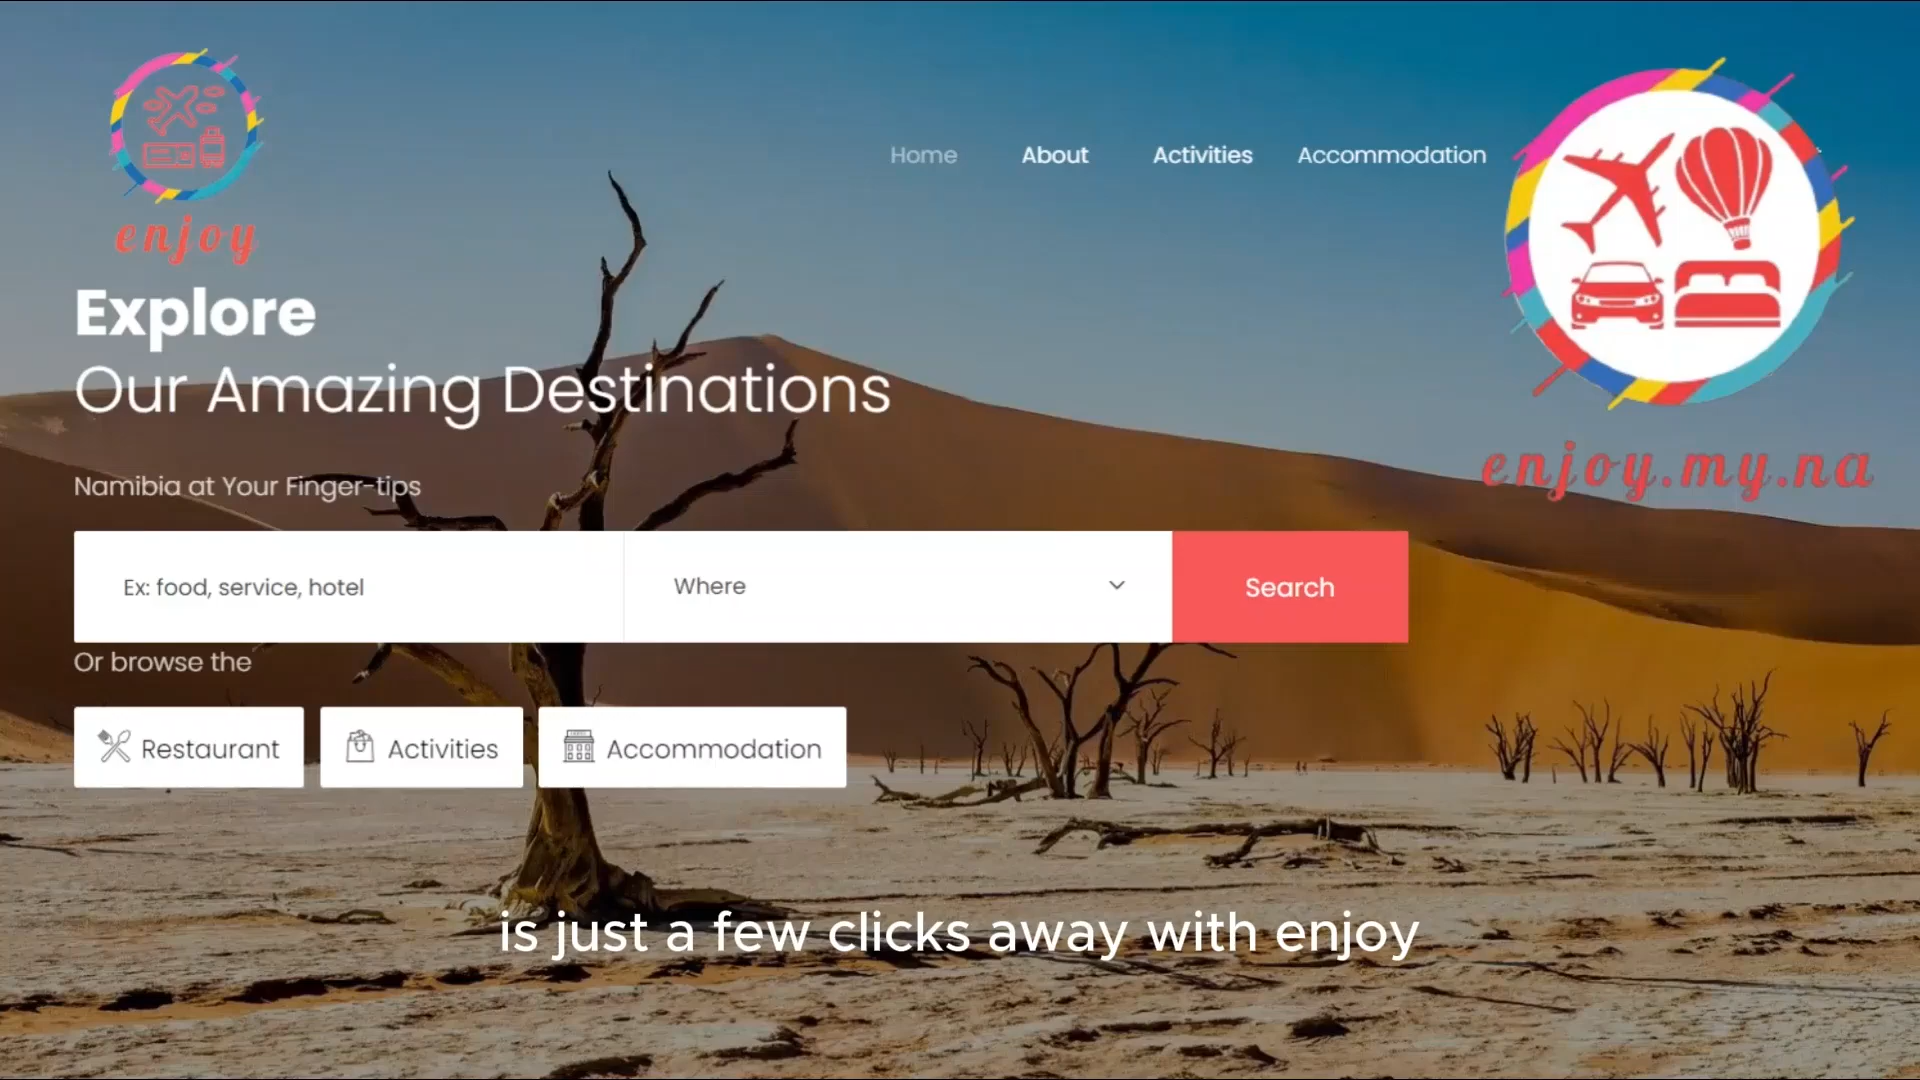 enjoy
Home About Activities Accommodation
enjoy.my.na
Explore
Our Amazing Destinations
Namibia at Your Finger-tips
Ex: food, service, hotel
Where
Search
Or browse the
Restaurant
Activities
Accommodation
is just a few clicks away with enjoy